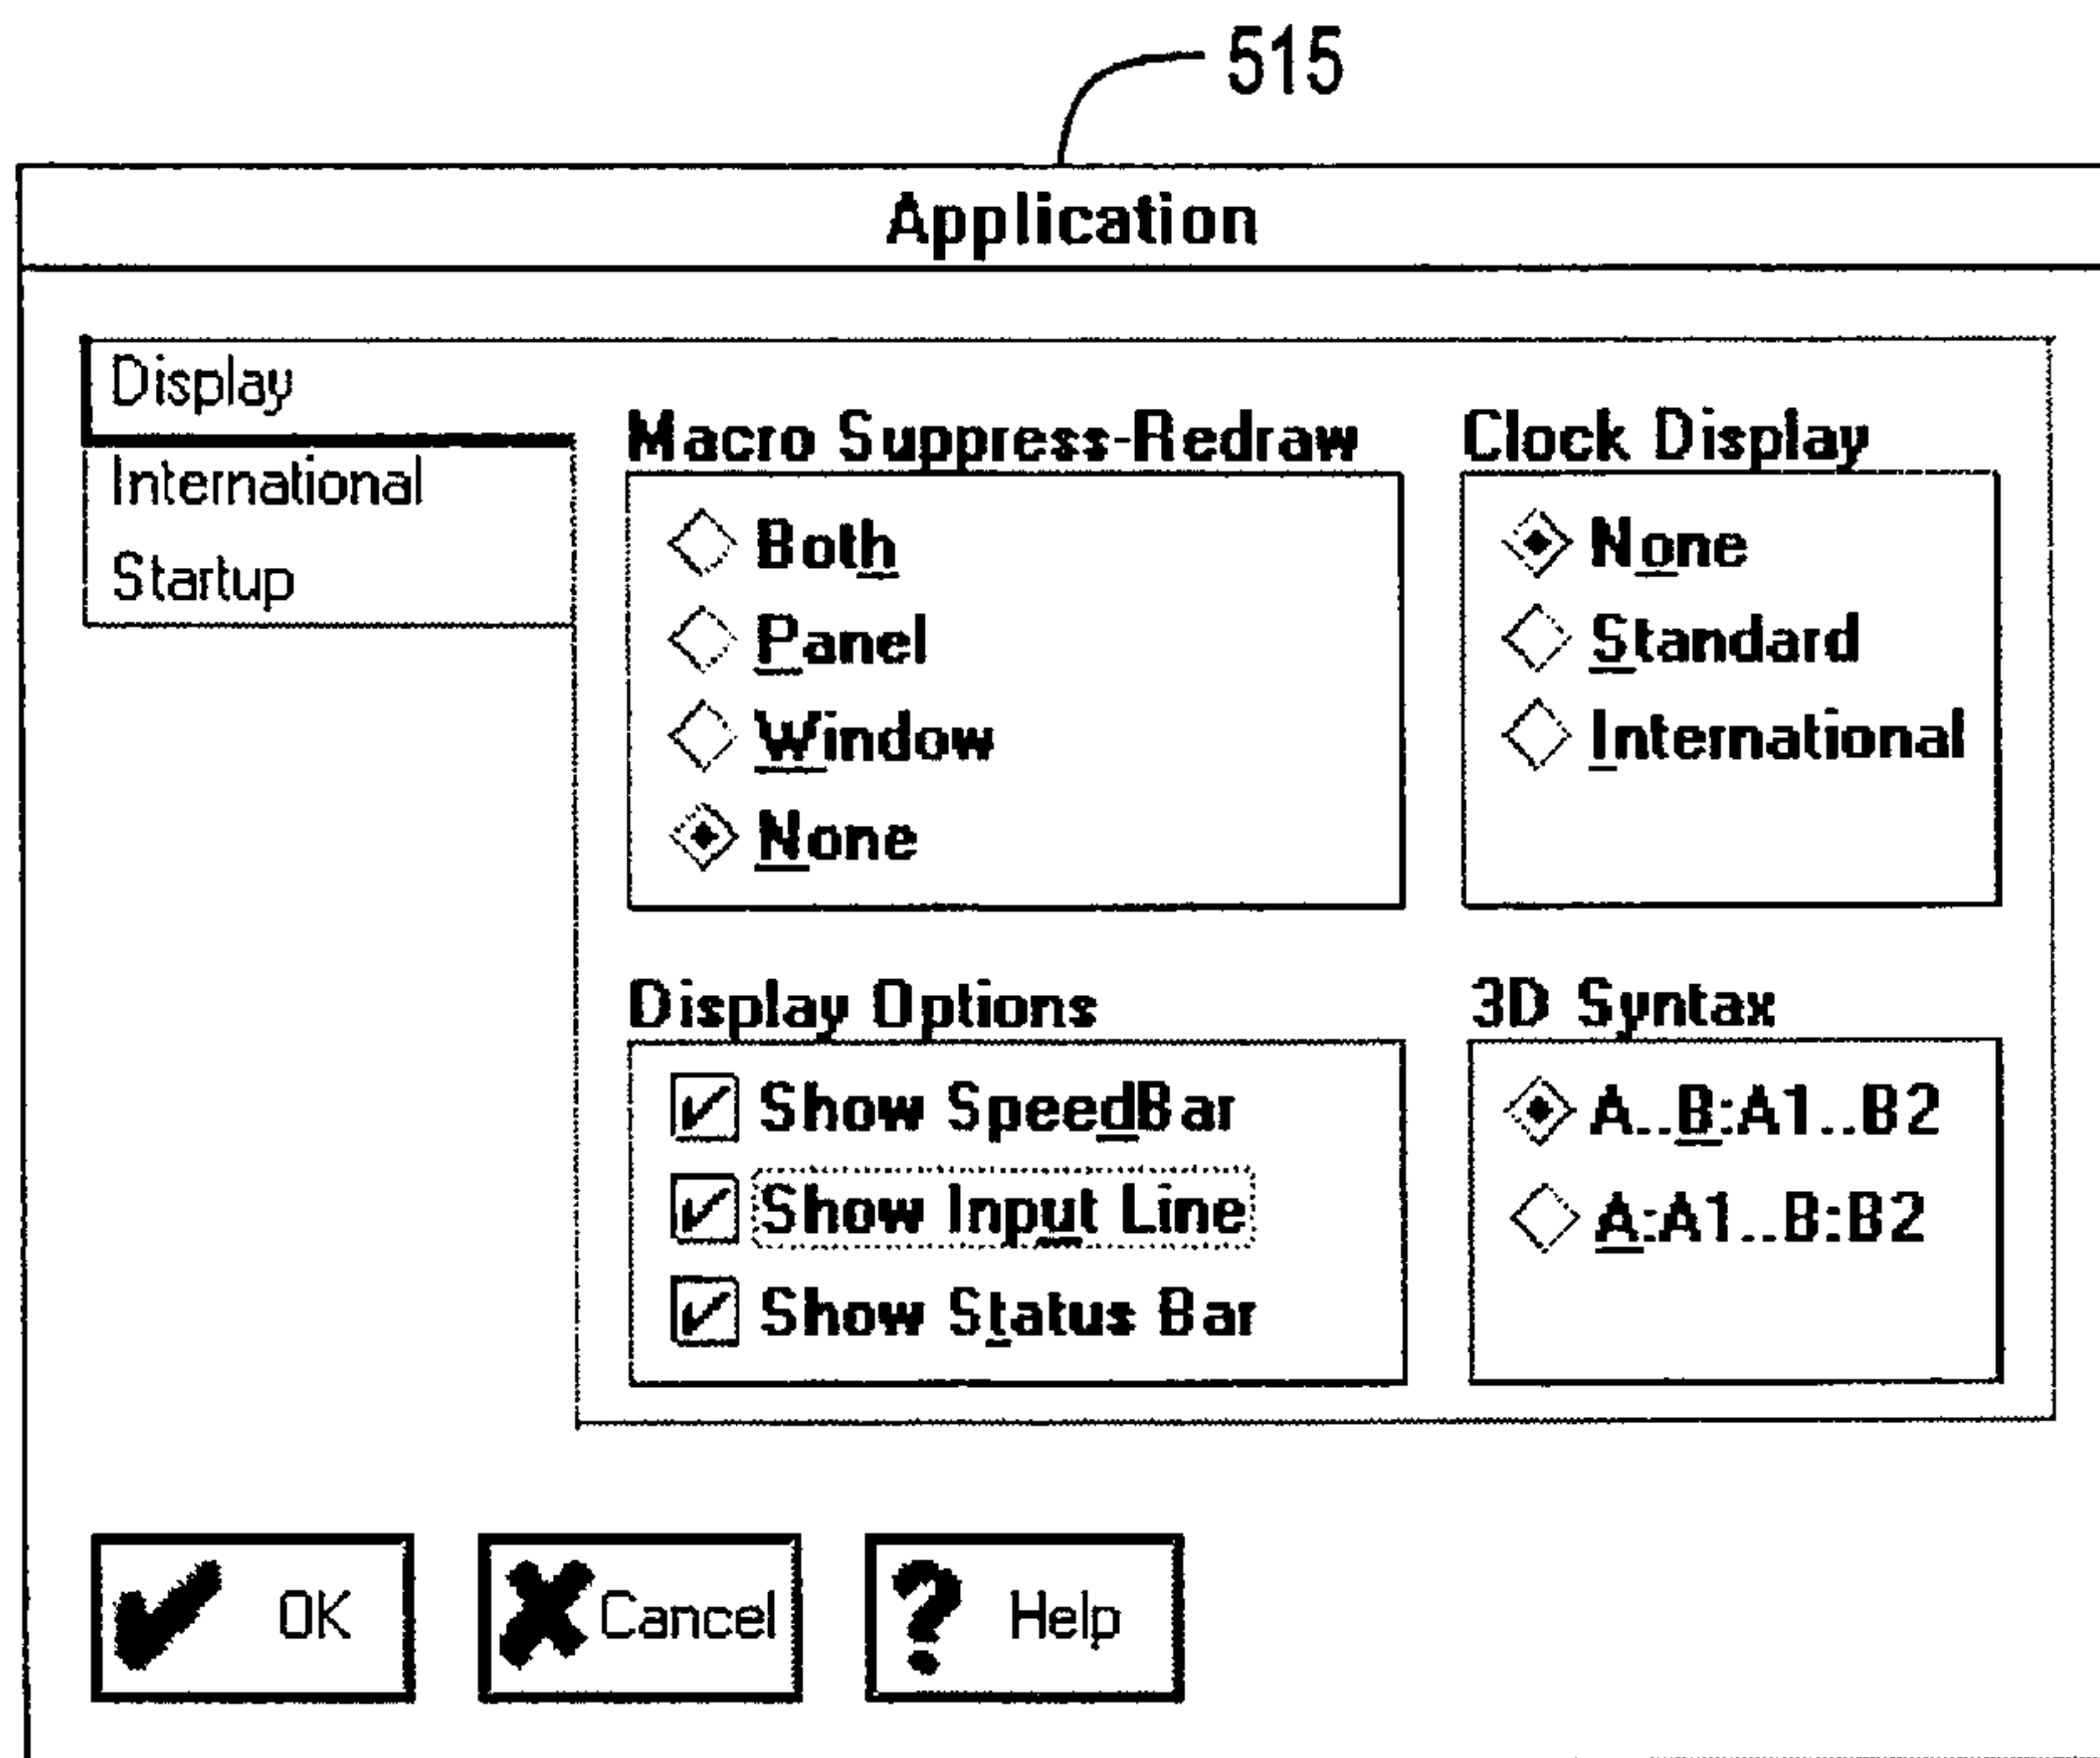 515
Application
Display
International
Startup
Macro Suppress-Redraw
Both
Panel
Window
None
Clock Display
None
Standard
International
Display Options
Show SpeedBar
Show Input Line
Show Status Bar
3D Syntax
A..B:A1..B2
A:A1..B:B2
OK
Cancel
Help